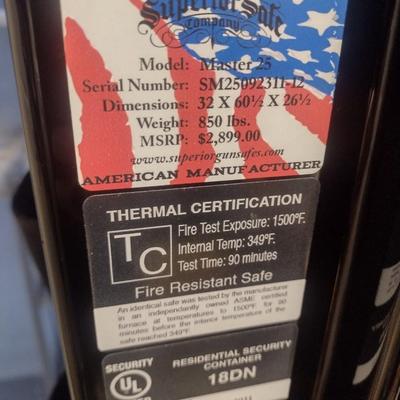 Superior Safe
Company
Model: Master 25
Serial Number: SM25092311-12
Dimensions: 32 X 60½ X 26½
Weight: 850 lbs.
MSRP: $2,899.00
www.superiorgunsafes.com
AMERICAN MANUFACTURER
THERMAL CERTIFICATION
TC
Fire Test Exposure: 1500°F.
Internal Temp: 349°F.
Test Time: 90 minutes
Fire Resistant Safe
An identical safe was tested by the manufacturer
in an independantly owned ASME certified
furnace at temperatures to 1500°F for 90
minutes before the interior temperature of the
safe reached 349°F.
SECURITY
UL
RESIDENTIAL SECURITY
CONTAINER
18DN